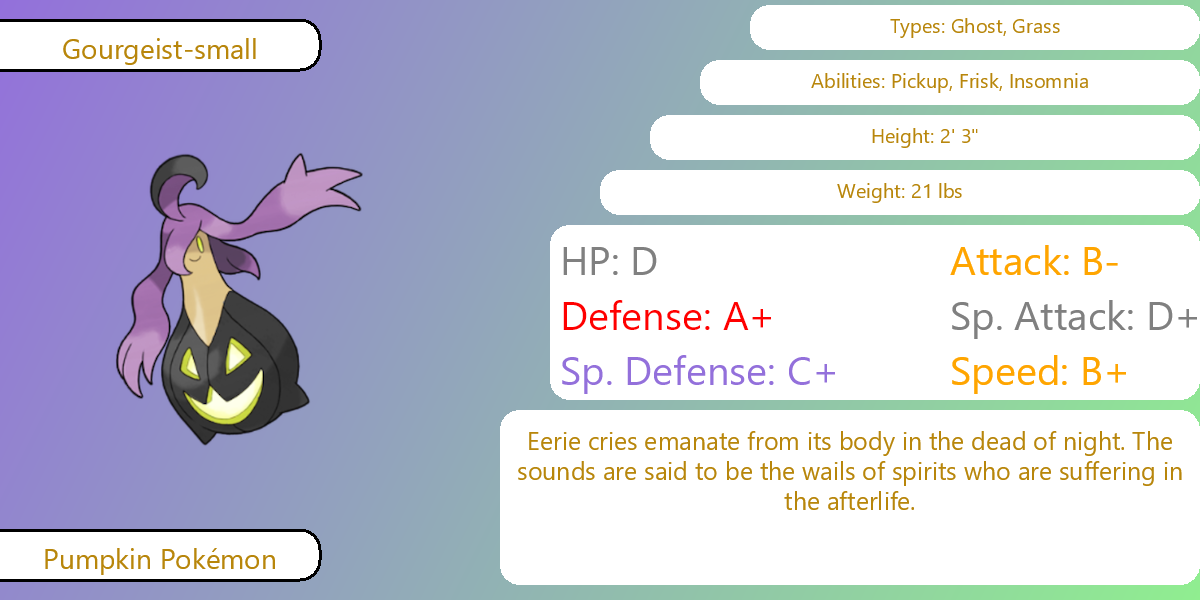 Gourgeist-small
Types: Ghost, Grass
Abilities: Pickup, Frisk, Insomnia
Height: 2' 3"
Weight: 21 lbs
HP: D
Attack: B-
Defense: A+
Sp. Attack: D+
Sp. Defense: C+
Speed: B+
Eerie cries emanate from its body in the dead of night. The
sounds are said to be the wails of spirits who are suffering in
the afterlife.
Pumpkin Pokémon